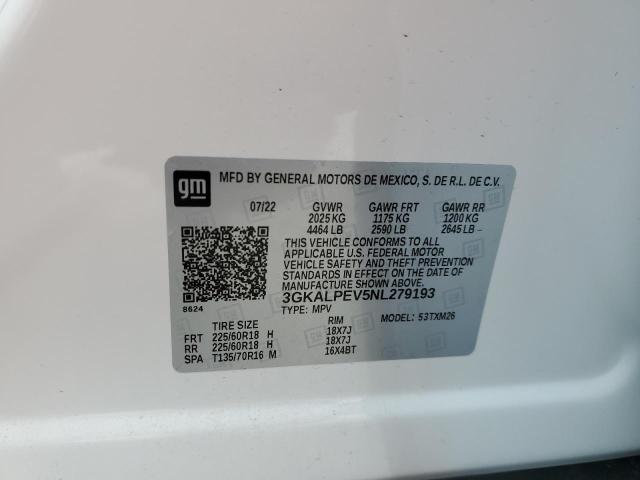 gm
MFD BY GENERAL MOTORS DE MEXICO, S. DE R.L. DE C.V.
07/22 GVWR GAWR FRT GAWR RR
2025 KG 1175 KG 1200 KG
4464 LB 2590 LB 2645 LB
THIS VEHICLE CONFORMS TO ALL
APPLICABLE U.S. FEDERAL MOTOR
VEHICLE SAFETY AND THEFT PREVENTION
STANDARDS IN EFFECT ON THE DATE OF
MANUFACTURE SHOWN ABOVE.
3GKALPEV5NL279193
8624
TYPE: MPV MODEL: 53TXM26
TIRE SIZE RIM
FRT 225/60R18 H 18X7J
RR 225/60R18 H 18X7J
SPA T135/70R16 M 16X4BT